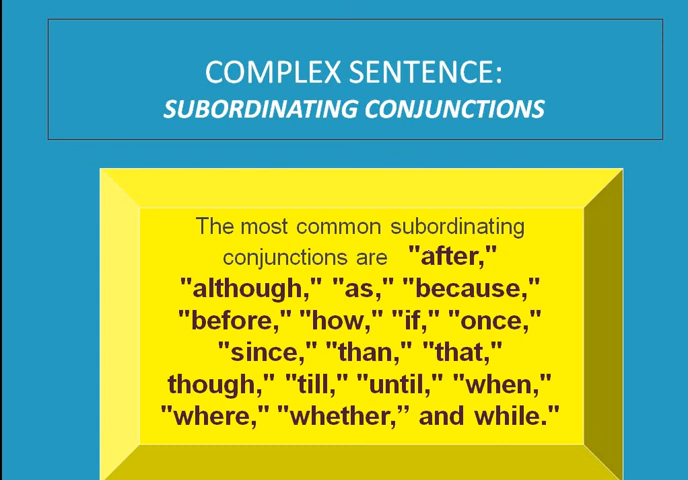 COMPLEX SENTENCE:
SUBORDINATING CONJUNCTIONS
The most common subordinating
conjunctions are "after,"
"although," "as," "because,"
"before," "how," "if," "once,"
"since," "than," "that,"
though," "till," "until," "when,"
"where," "whether,” and while."